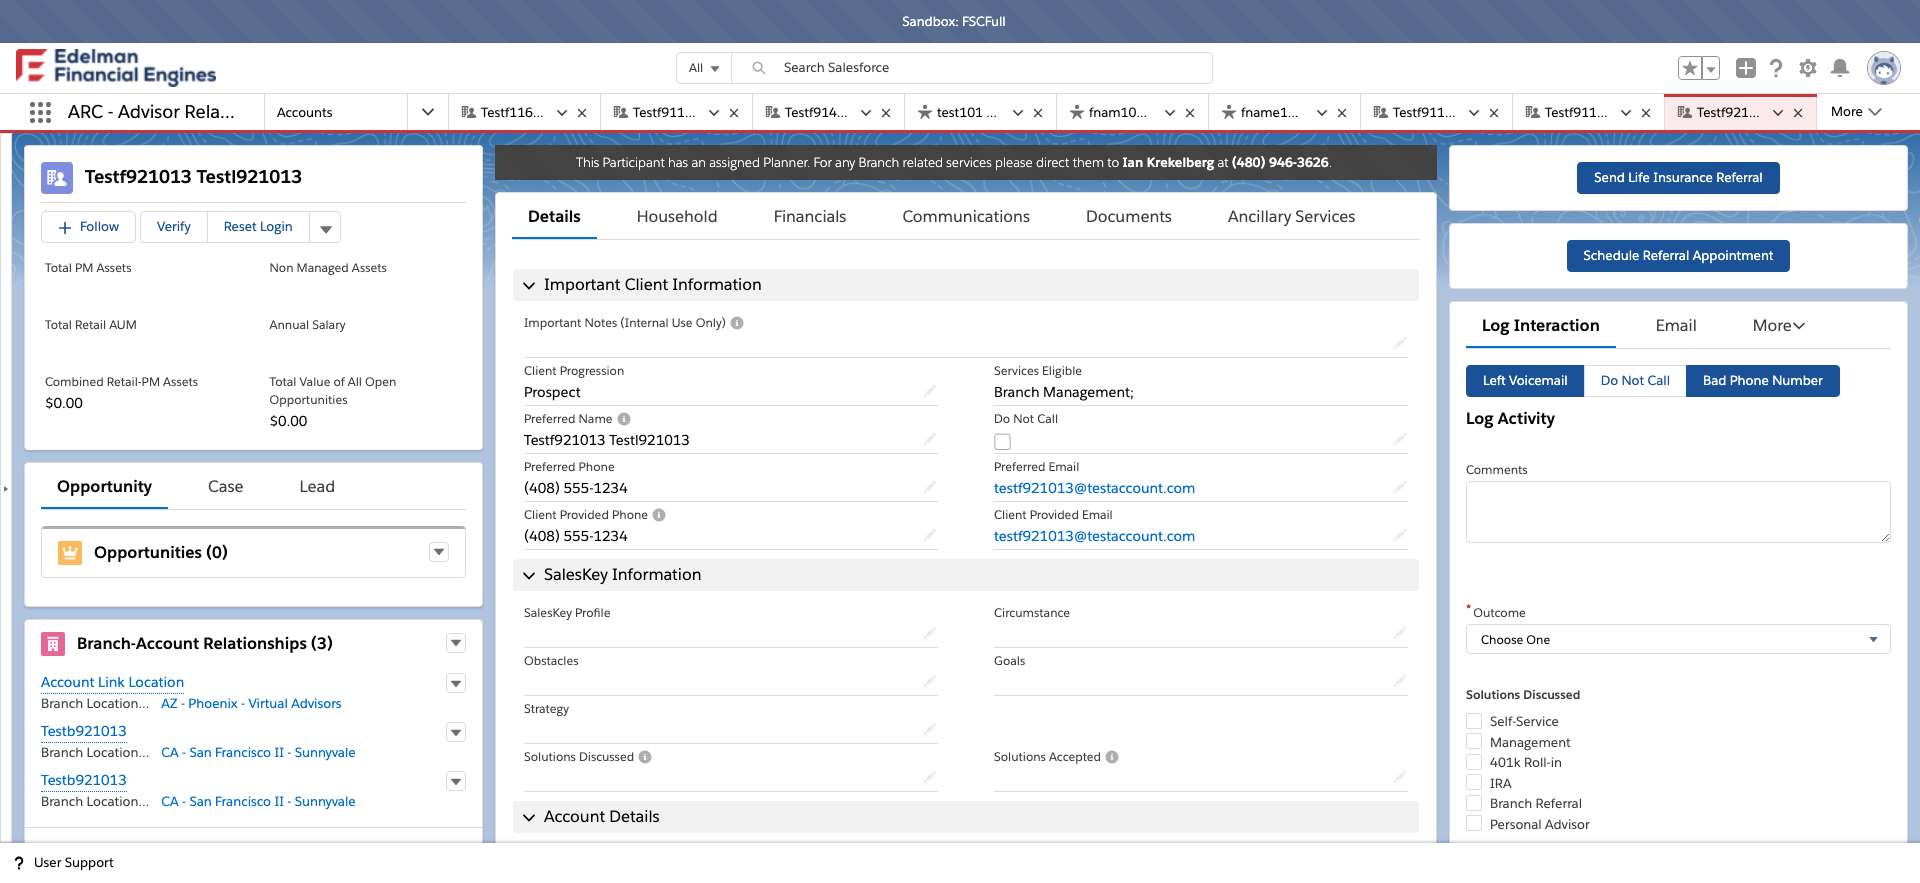 Sandbox: FSCFull
Edelman
Financial Engines
All
Search Salesforce
ARC - Advisor Rela...
Accounts
Testf116...
Testf911...
Testf914...
test101 ...
fnam10...
fname1...
Testf911...
Testf911...
Testf921...
More
Testf921013 Testl921013
Follow
Verify
Reset Login
Total PM Assets
Non Managed Assets
Total Retail AUM
Annual Salary
Combined Retail-PM Assets
$0.00
Total Value of All Open
Opportunities
$0.00
Opportunity
Case
Lead
Opportunities (0)
Branch-Account Relationships (3)
Account Link Location
Branch Location... AZ - Phoenix - Virtual Advisors
Testb921013
Branch Location... CA - San Francisco II - Sunnyvale
Testb921013
Branch Location... CA - San Francisco II - Sunnyvale
This Participant has an assigned Planner. For any Branch related services please direct them to Ian Krekelberg at (480) 946-3626.
Details
Household
Financials
Communications
Documents
Ancillary Services
Important Client Information
Important Notes (Internal Use Only)
Client Progression
Prospect
Services Eligible
Branch Management;
Preferred Name
Testf921013 Testl921013
Do Not Call
Preferred Phone
(408) 555-1234
Preferred Email
testf921013@testaccount.com
Client Provided Phone
(408) 555-1234
Client Provided Email
testf921013@testaccount.com
SalesKey Information
SalesKey Profile
Circumstance
Obstacles
Goals
Strategy
Solutions Discussed
Solutions Accepted
Account Details
Send Life Insurance Referral
Schedule Referral Appointment
Log Interaction
Email
More
Left Voicemail
Do Not Call
Bad Phone Number
Log Activity
Comments
* Outcome
Choose One
Solutions Discussed
Self-Service
Management
401k Roll-in
IRA
Branch Referral
Personal Advisor
? User Support